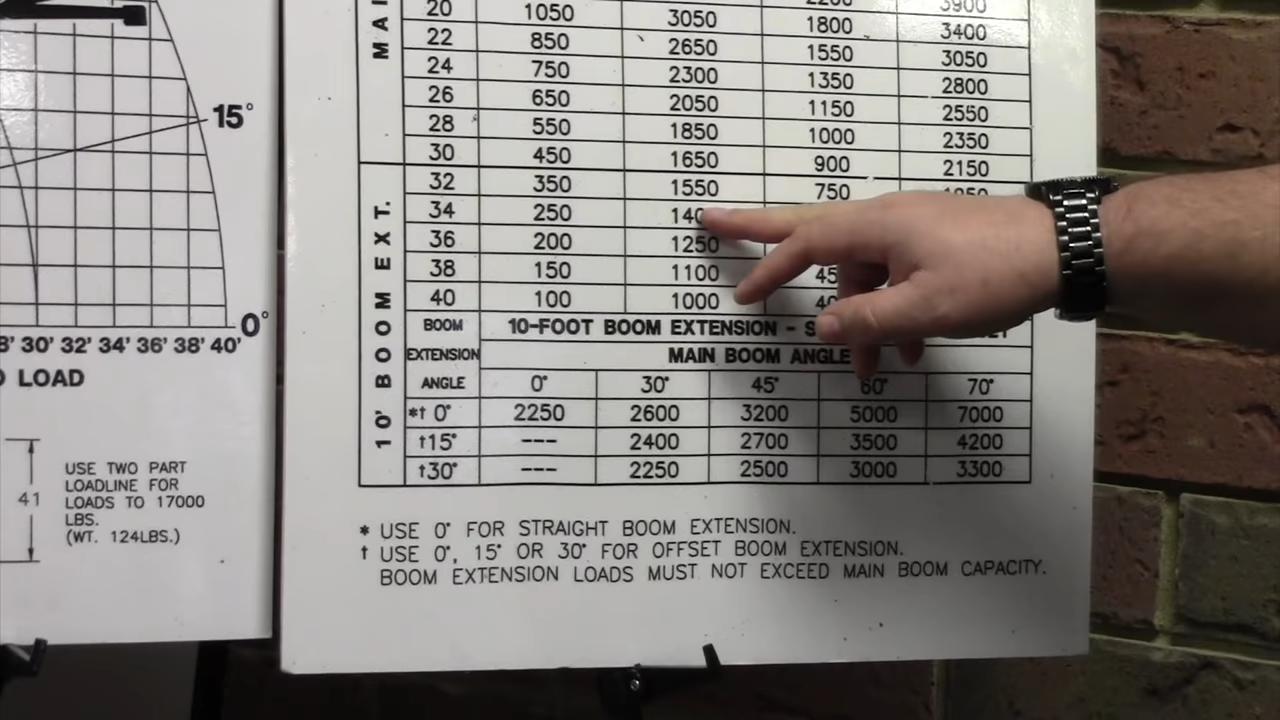 15°
0°
30' 32' 34' 36' 38' 40'
LOAD
41
USE TWO PART
LOADLINE FOR
LOADS TO 17000
LBS.
(WT. 124LBS.)
10' BOOM EXT.
20 1050 3050 1800 3400
22 850 2650 1550 3050
24 750 2300 1350 2800
26 650 2050 1150 2550
28 550 1850 1000 2350
30 450 1650 900 2150
32 350 1550 750
34 250
36 200 1250
38 150 1100
40 100 1000
BOOM EXTENSION ANGLE
10-FOOT BOOM EXTENSION -
MAIN BOOM ANGLE
0° 30° 45° 60° 70°
*† 0° 2250 2600 3200 5000 7000
†15° --- 2400 2700 3500 4200
†30° --- 2250 2500 3000 3300
* USE 0° FOR STRAIGHT BOOM EXTENSION.
† USE 0°, 15° OR 30° FOR OFFSET BOOM EXTENSION.
BOOM EXTENSION LOADS MUST NOT EXCEED MAIN BOOM CAPACITY.